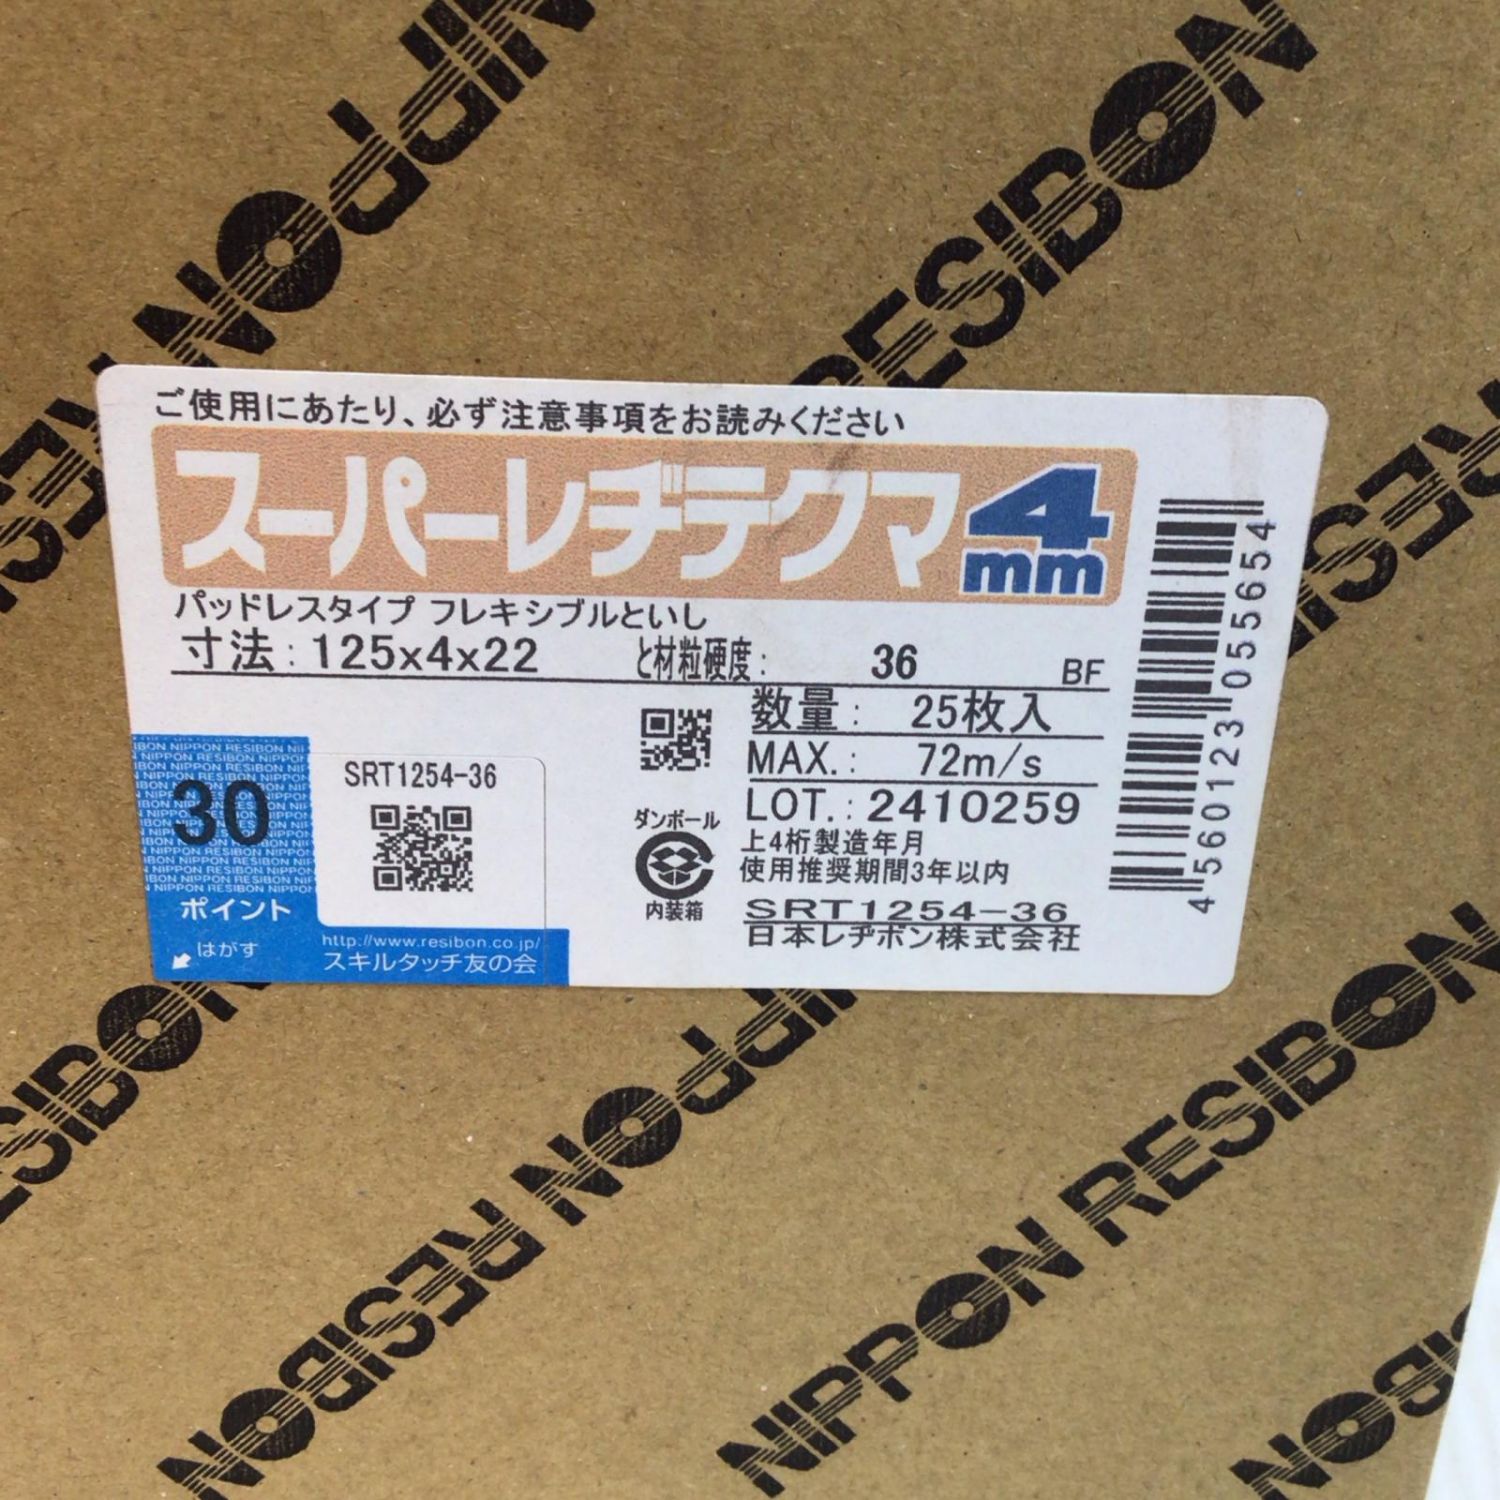 NIPPON RESIBON
NIPPON RESIBON
ご使用にあたり、必ず注意事項をお読みください
スーパーレヂテクマ4mm
パッドレスタイプ フレキシブルといし
寸法：125x4x22 と材粒硬度： 36 BF
数量： 25枚入
MAX.： 72m/s
LOT.：2410259
上4桁製造年月
使用推奨期間3年以内
SRT1254-36
日本レヂボン株式会社
ダンボール
内装箱
SRT1254-36
30
ポイント
はがす
http://www.resibon.co.jp/
スキルタッチ友の会
4560123055654
NIPPON RESIBON
NIPPON RESIBON